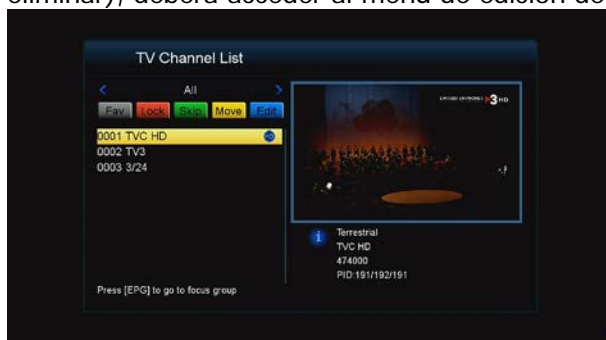 eliminar), deberá acceder al menú de edición de
TV Channel List
All
Fav Lock Skip Move Edit
0001 TVC HD
0002 TV3
0003 3/24
3 HD
Terrestrial
TVC HD
474000
PID:191/192/191
Press [EPG] to go to focus group